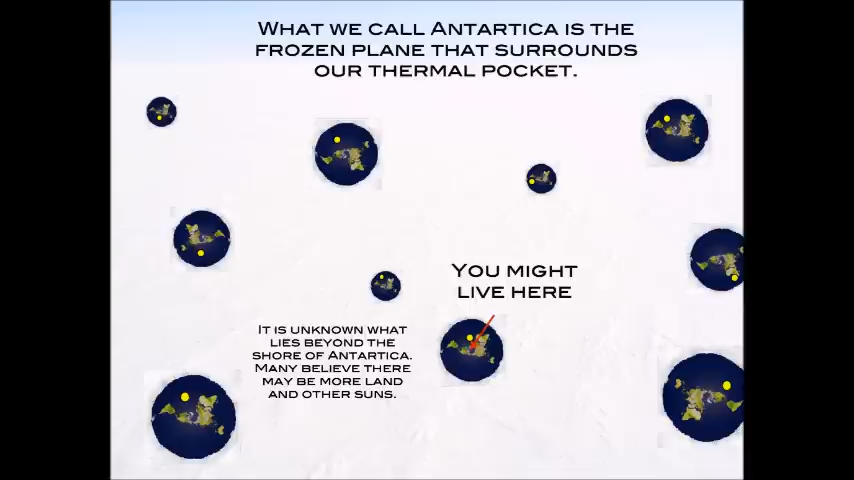 What we call Antartica is the
frozen plane that surrounds
our thermal pocket.
You might
live here
It is unknown what
lies beyond the
shore of Antartica.
Many believe there
may be more land
and other suns.